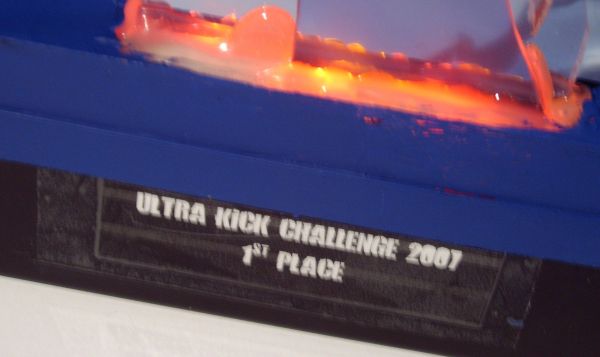 ULTRA KICK CHALLENGE 2007
1ST PLACE